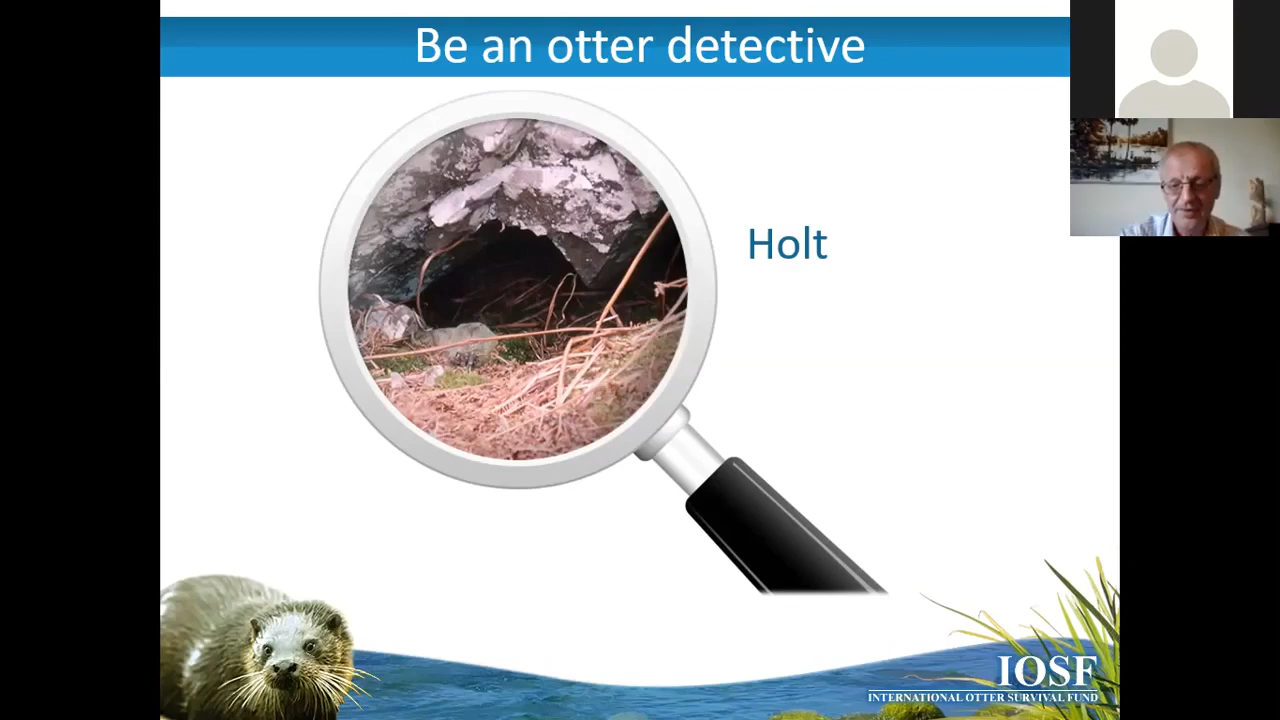 Be an otter detective
Holt
IOSF
INTERNATIONAL OTTER SURVIVAL FUND